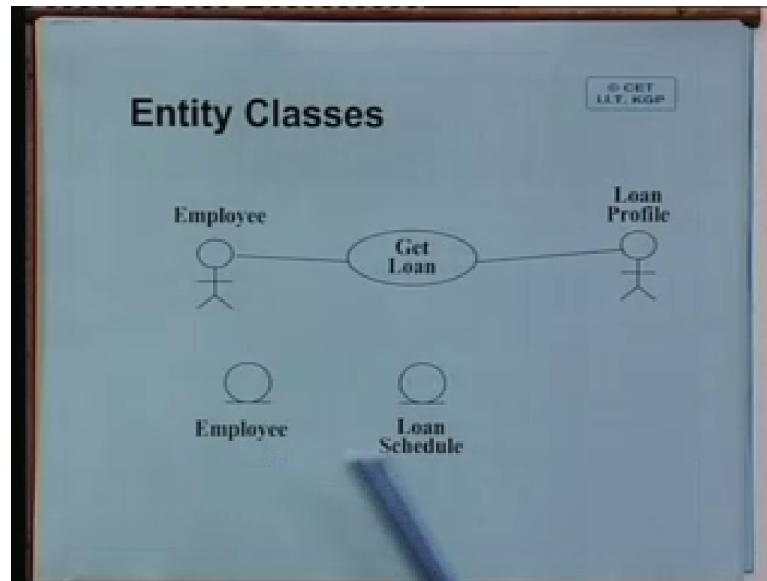 Entity Classes
© CET
I.I.T. KGP
Employee
Loan
Profile
Get
Loan
Employee
Loan
Schedule